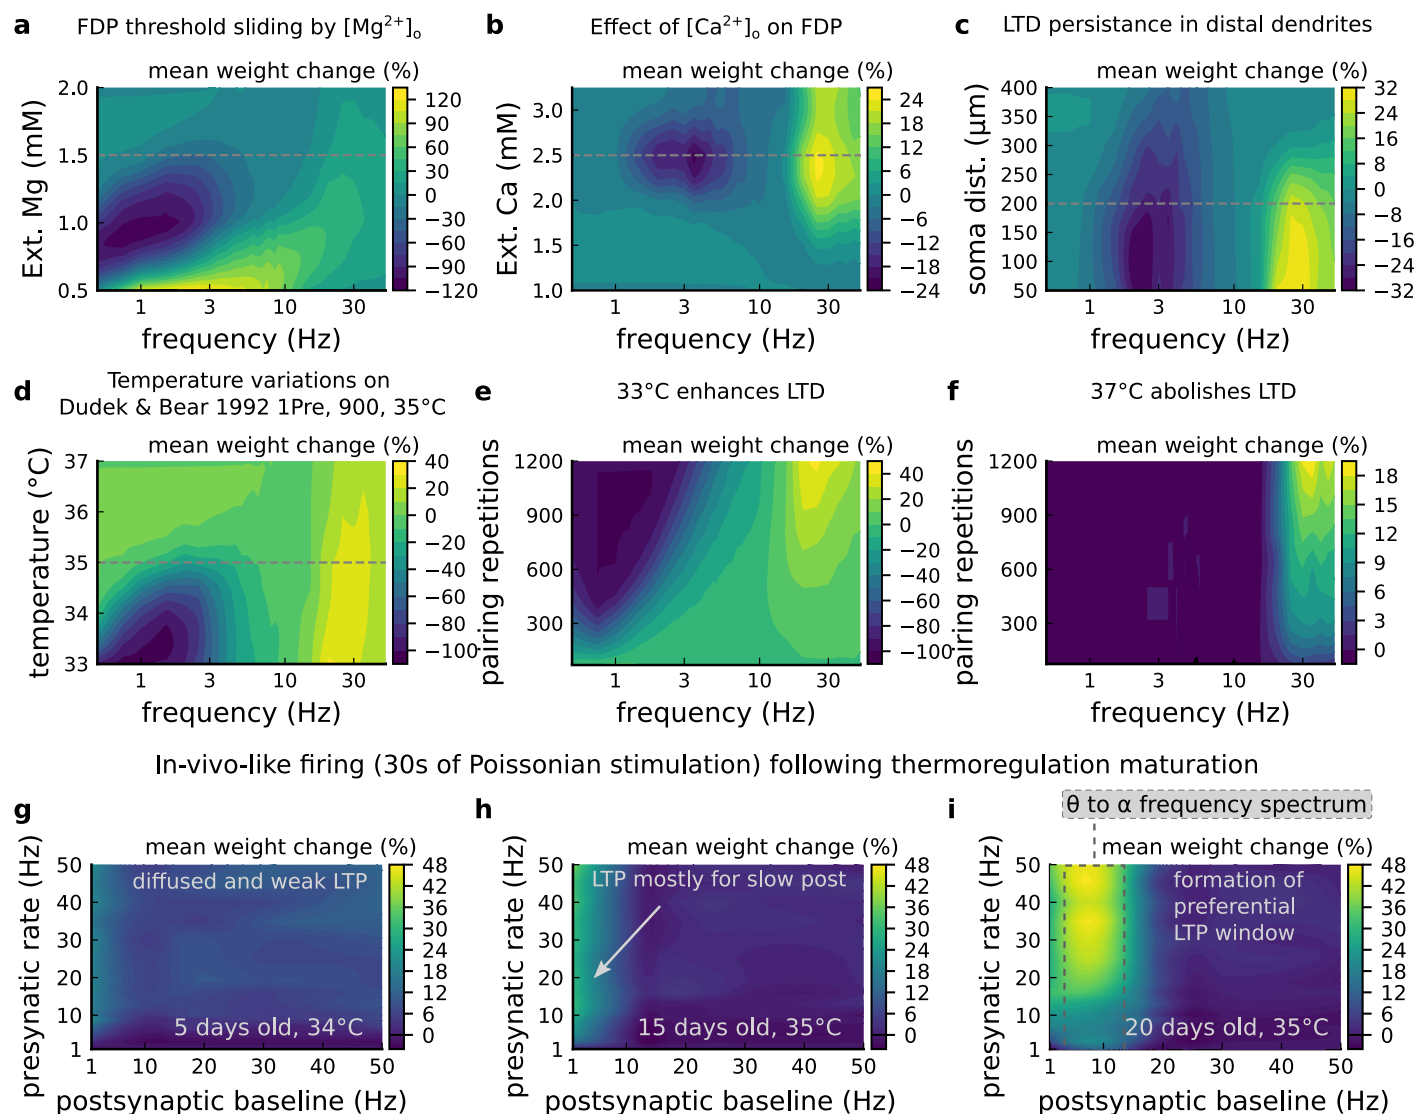 a FDP threshold sliding by [Mg²⁺]ₒ
mean weight change (%)
Ext. Mg (mM)
2.0
1.5
1.0
0.5
1 3 10 30
frequency (Hz)
120
90
60
30
0
−30
−60
−90
−120
b Effect of [Ca²⁺]ₒ on FDP
mean weight change (%)
Ext. Ca (mM)
3.0
2.5
2.0
1.5
1.0
1 3 10 30
frequency (Hz)
24
18
12
6
0
−6
−12
−18
−24
c LTD persistance in distal dendrites
mean weight change (%)
soma dist. (μm)
400
350
300
250
200
150
100
50
1 3 10 30
frequency (Hz)
32
24
16
8
0
−8
−16
−24
−32
d Temperature variations on
Dudek & Bear 1992 1Pre, 900, 35°C
mean weight change (%)
temperature (°C)
37
36
35
34
33
1 3 10 30
frequency (Hz)
40
20
0
−20
−40
−60
−80
−100
e 33°C enhances LTD
mean weight change (%)
pairing repetitions
1200
900
600
300
1 3 10 30
frequency (Hz)
40
20
0
−20
−40
−60
−80
−100
f 37°C abolishes LTD
mean weight change (%)
pairing repetitions
1200
900
600
300
1 3 10 30
frequency (Hz)
18
15
12
9
6
3
0
In-vivo-like firing (30s of Poissonian stimulation) following thermoregulation maturation
g
mean weight change (%)
presynatic rate (Hz)
50
40
30
20
10
1
diffused and weak LTP
5 days old, 34°C
1 10 20 30 40 50
postsynaptic baseline (Hz)
48
42
36
30
24
18
12
6
0
h
mean weight change (%)
presynatic rate (Hz)
50
40
30
20
10
1
LTP mostly for slow post
15 days old, 35°C
1 10 20 30 40 50
postsynaptic baseline (Hz)
48
42
36
30
24
18
12
6
0
i
θ to α frequency spectrum
mean weight change (%)
presynatic rate (Hz)
50
40
30
20
10
1
formation of
preferential
LTP window
20 days old, 35°C
1 10 20 30 40 50
postsynaptic baseline (Hz)
48
42
36
30
24
18
12
6
0